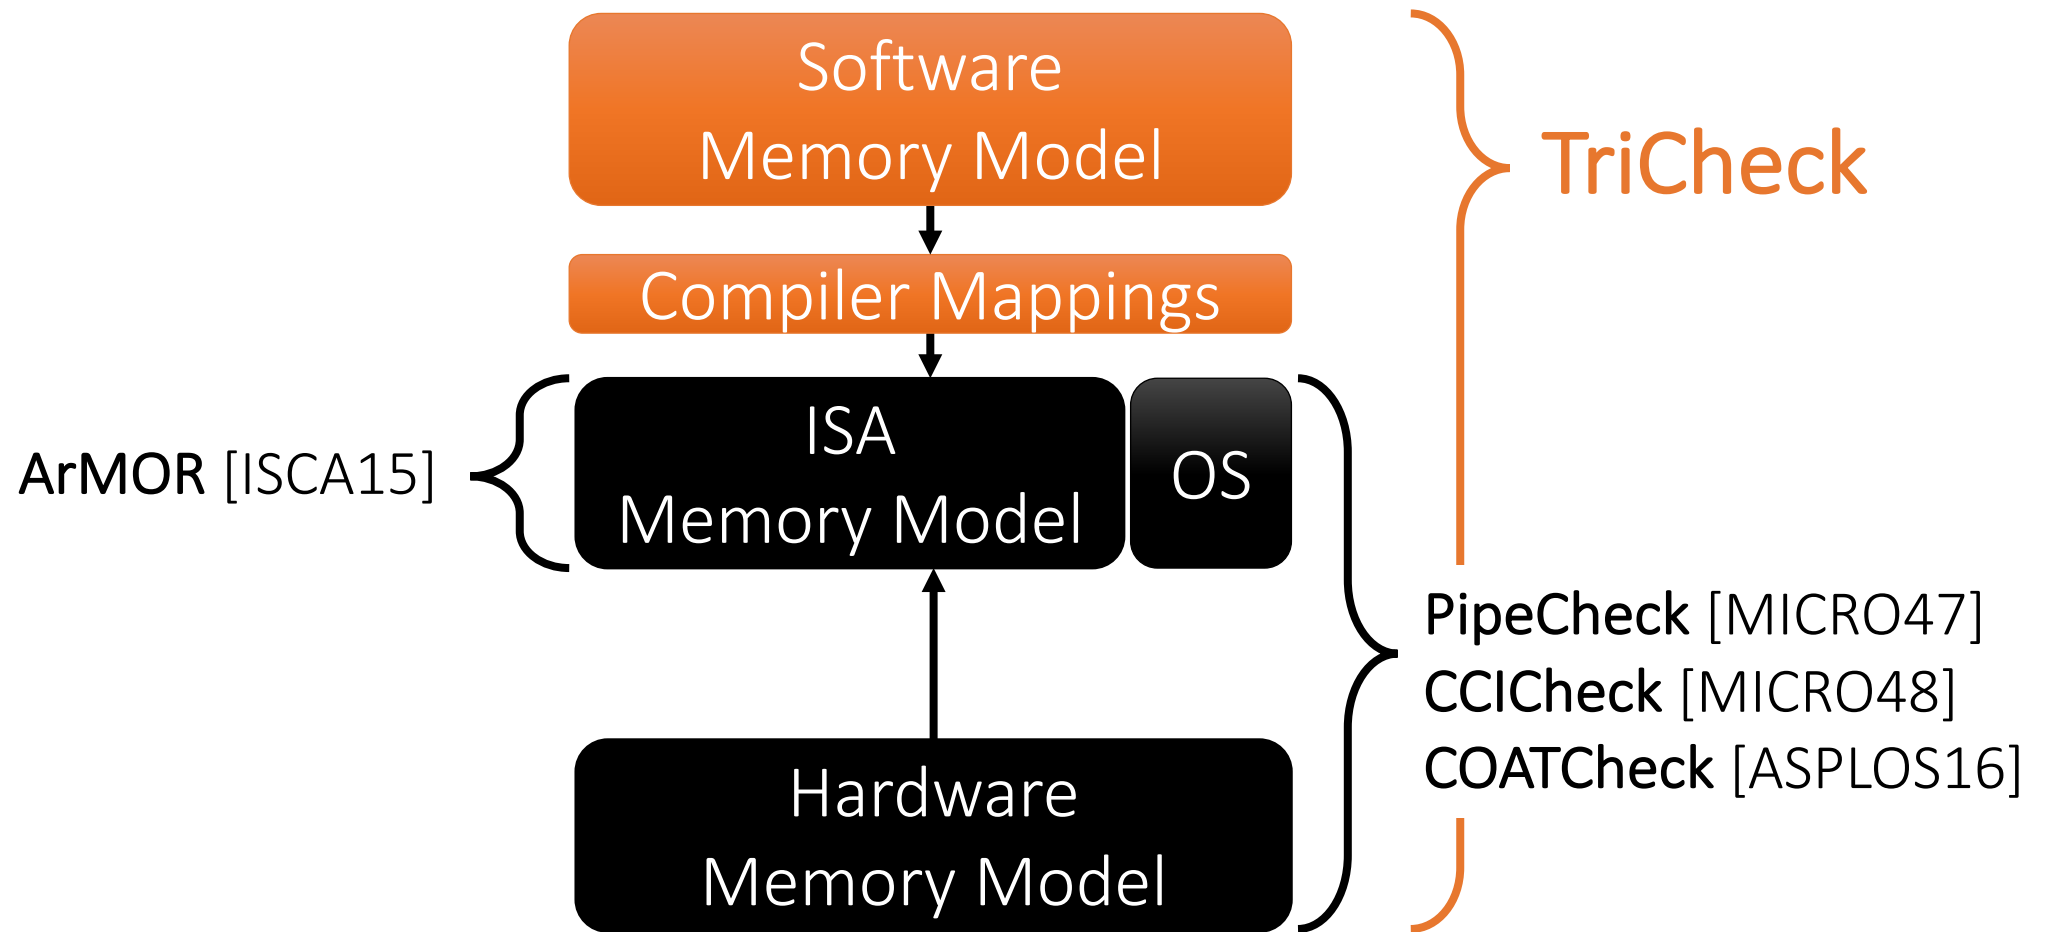 Software
Memory Model
TriCheck
Compiler Mappings
ArMOR [ISCA15]
ISA
Memory Model
OS
PipeCheck [MICRO47]
CCICheck [MICRO48]
COATCheck [ASPLOS16]
Hardware
Memory Model